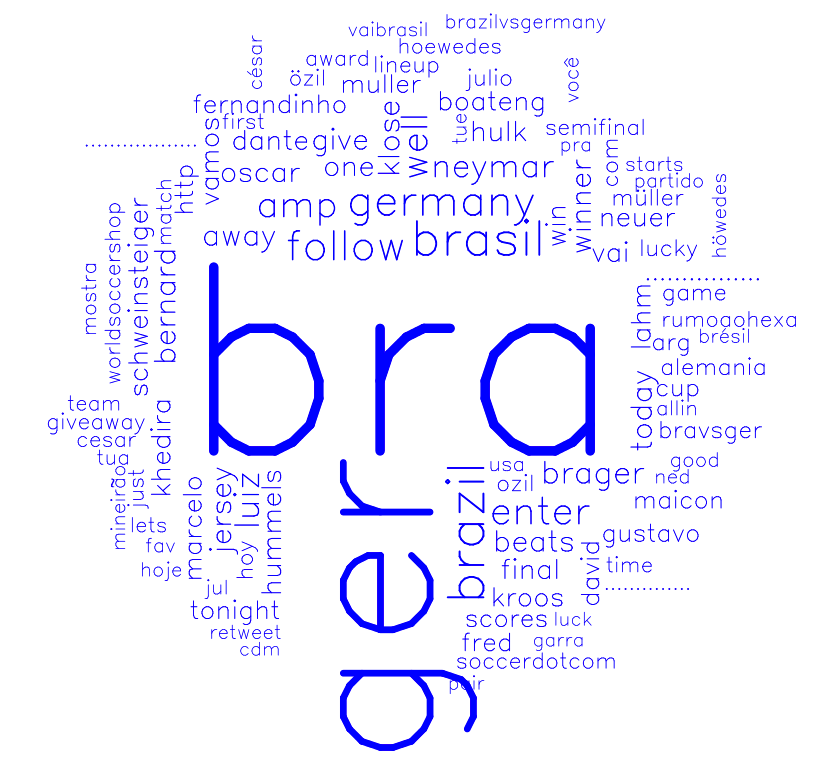 brazilvsgermany
vaibrasil
hoewedes
césar
award
lineup
você
özil
muller
julio
fernandinho
klose
boateng
vamos
first
dante
give
well
tue
hulk
semifinal
pra
oscar
one
neymar
winner
com
starts
partido
http
match
amp
germany
müller
neuer
höwedes
away
follow
brasil
win
vai
lucky
mostra
worldsoccershop
schweinsteiger
bernard
bra
lahm
game
rumoaohexa
arg
brésil
alemania
cup
today
allin
bravsger
team
giveaway
cesar
tua
khedira
mineirão
just
lets
fav
hoje
marcelo
jersey
luiz
hoy
hummels
jul
tonight
retweet
cdm
ger
brazil
usa
ozil
brager
good
ned
maicon
enter
beats
gustavo
final
david
time
kroos
scores
luck
fred
garra
soccerdotcom
pair
..................
..................
..............